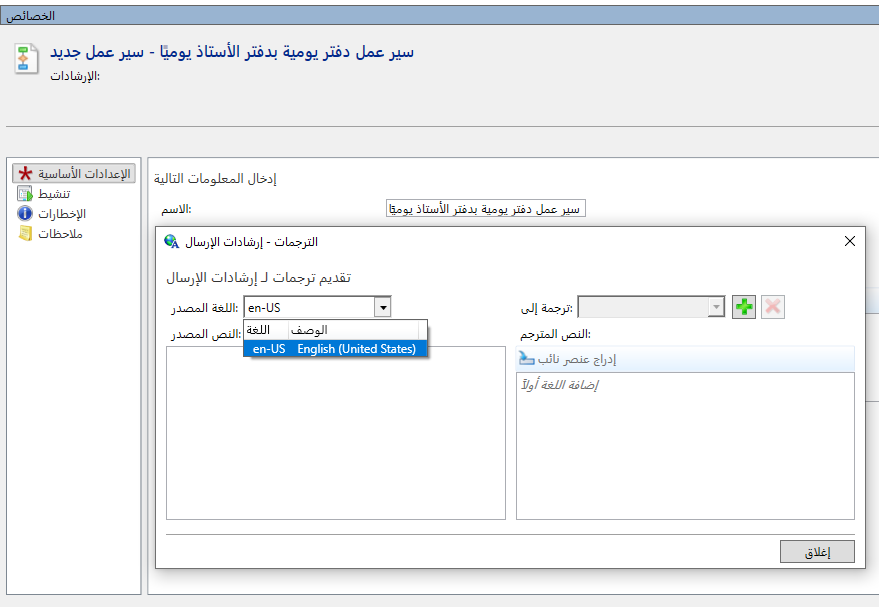 الخصائص
سير عمل دفتر يومية بدفتر الأستاذ يوميًا - سير عمل جديد
الإرشادات:
الإعدادات الأساسية
تنشيط
الإخطارات
ملاحظات
إدخال المعلومات التالية
الاسم:
سير عمل دفتر يومية بدفتر الأستاذ يوميًا
الترجمات - إرشادات الإرسال
تقديم ترجمات لـ إرشادات الإرسال
اللغة المصدر:
en-US
ترجمة إلى:
اللغة الوصف
en-US English (United States)
النص المصدر:
النص المترجم:
إدراج عنصر نائب
إضافة اللغة أولاً
إغلاق